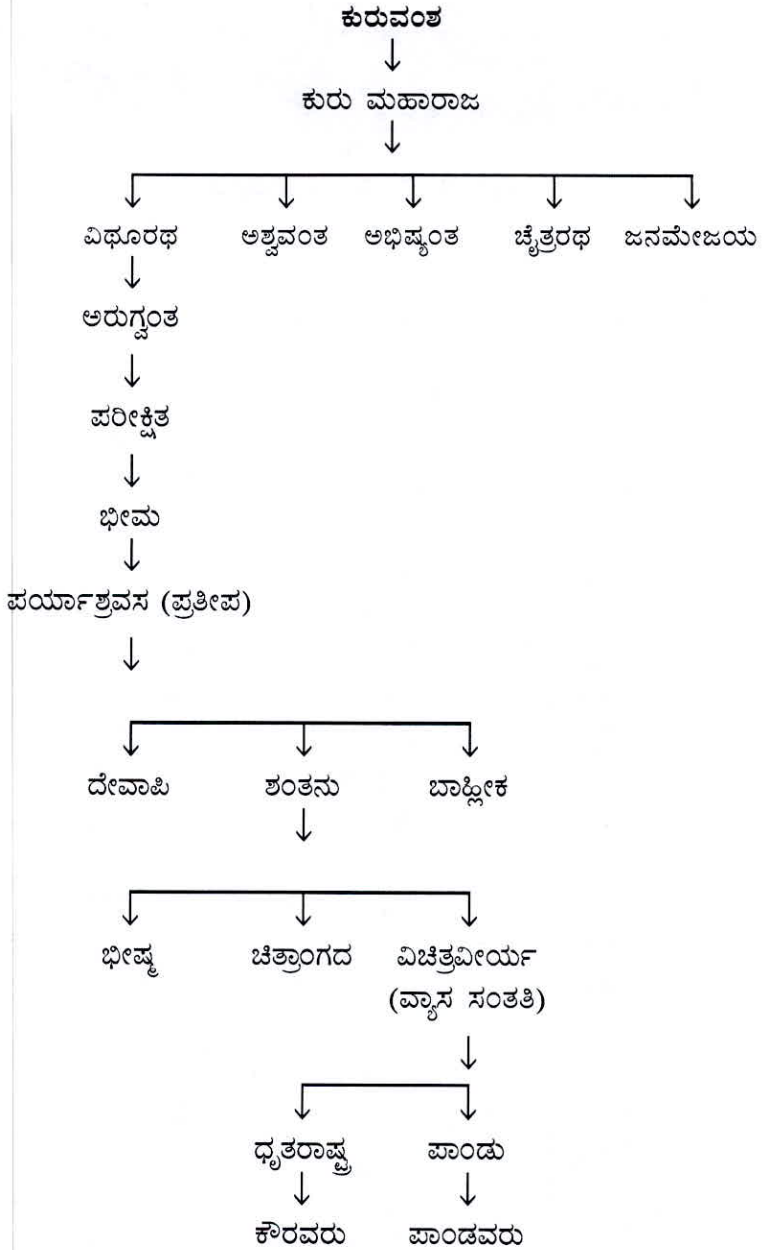 ಕುರುವಂಶ
ಕುರು ಮಹಾರಾಜ
ವಿಥೂರಥ ಅಶ್ವವಂತ ಅಭಿಷ್ಯಂತ ಚೈತ್ರರಥ ಜನಮೇಜಯ
ಅರುಗ್ವಂತ
ಪರೀಕ್ಷಿತ
ಭೀಮ
ಪರ್ಯಾಶ್ರವಸ (ಪ್ರತೀಪ)
ದೇವಾಪಿ ಶಂತನು ಬಾಹ್ಲೀಕ
ಭೀಷ್ಮ ಚಿತ್ರಾಂಗದ ವಿಚಿತ್ರವೀರ್ಯ
(ವ್ಯಾಸ ಸಂತತಿ)
ಧೃತರಾಷ್ಟ್ರ ಪಾಂಡು
ಕೌರವರು ಪಾಂಡವರು